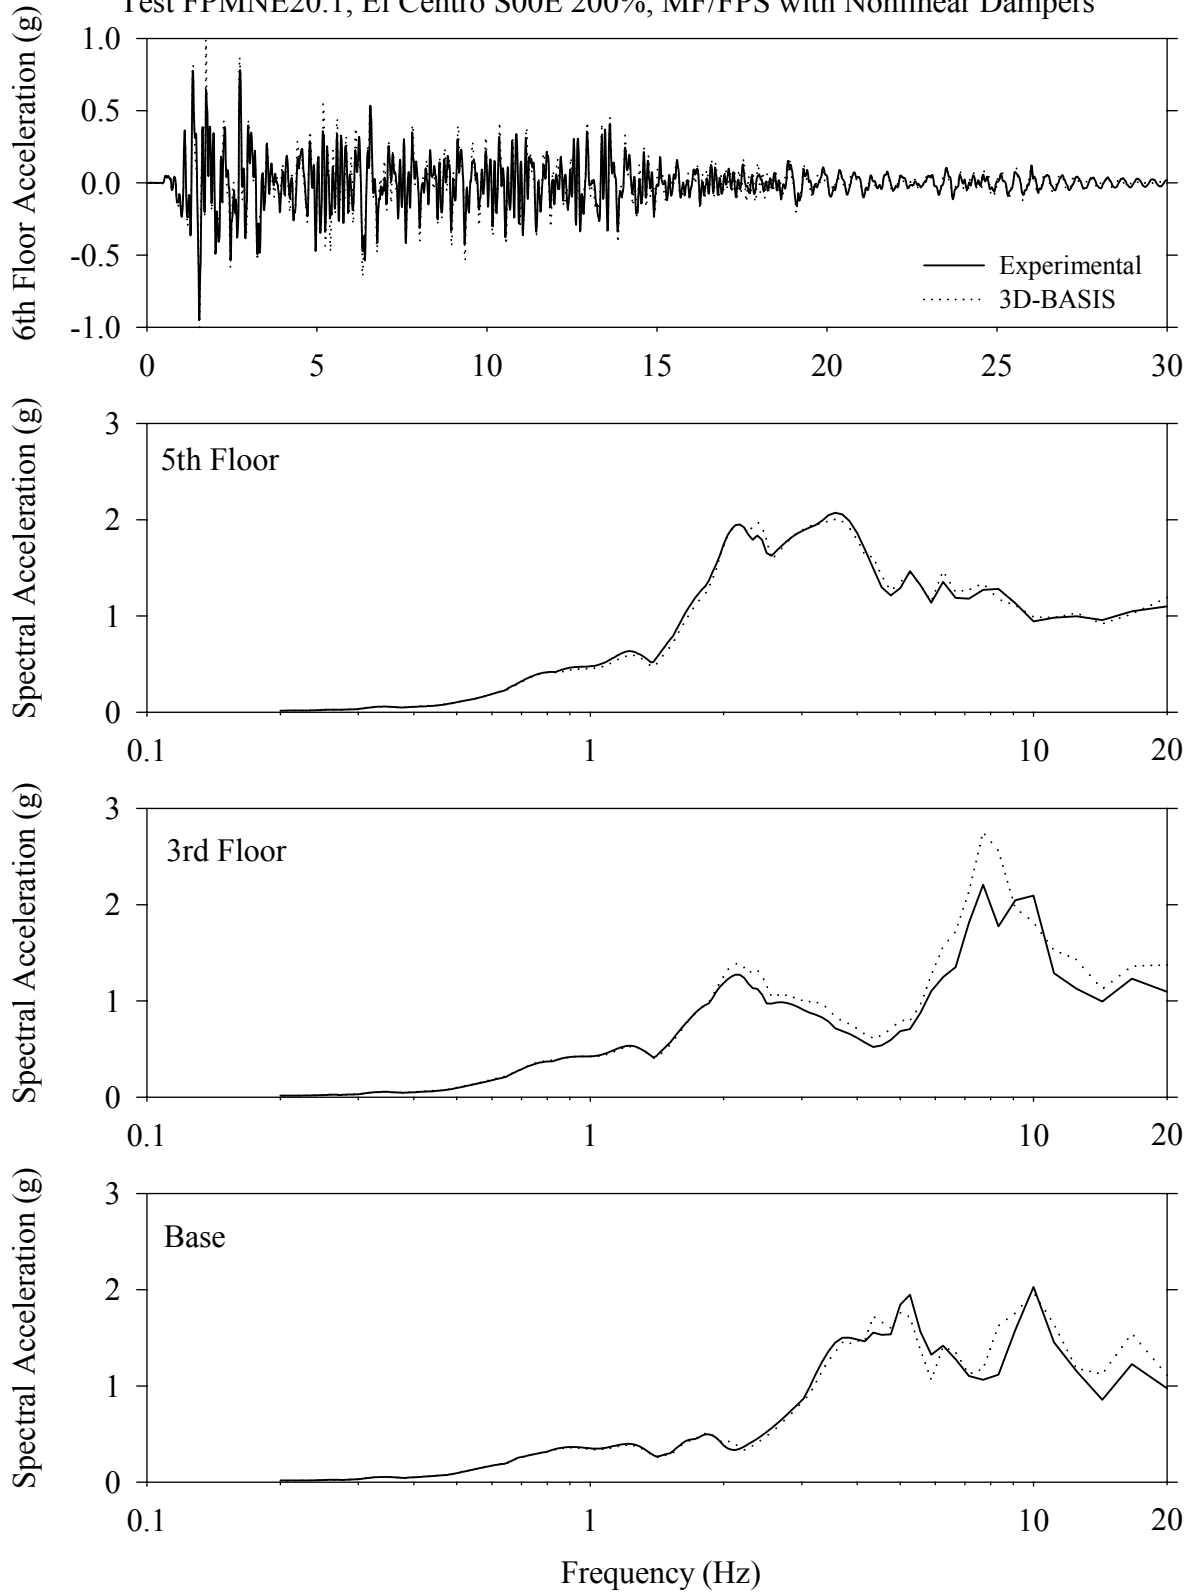 Test FPMNE20.1, El Centro S00E 200%, MF/FPS with Nonlinear Dampers
6th Floor Acceleration (g)
1.0
0.5
0.0
-0.5
-1.0
Experimental
3D-BASIS
0 5 10 15 20 25 30
Spectral Acceleration (g)
3
2
1
0
5th Floor
0.1 1 10 20
Spectral Acceleration (g)
3
2
1
0
3rd Floor
0.1 1 10 20
Spectral Acceleration (g)
3
2
1
0
Base
0.1 1 10 20
Frequency (Hz)